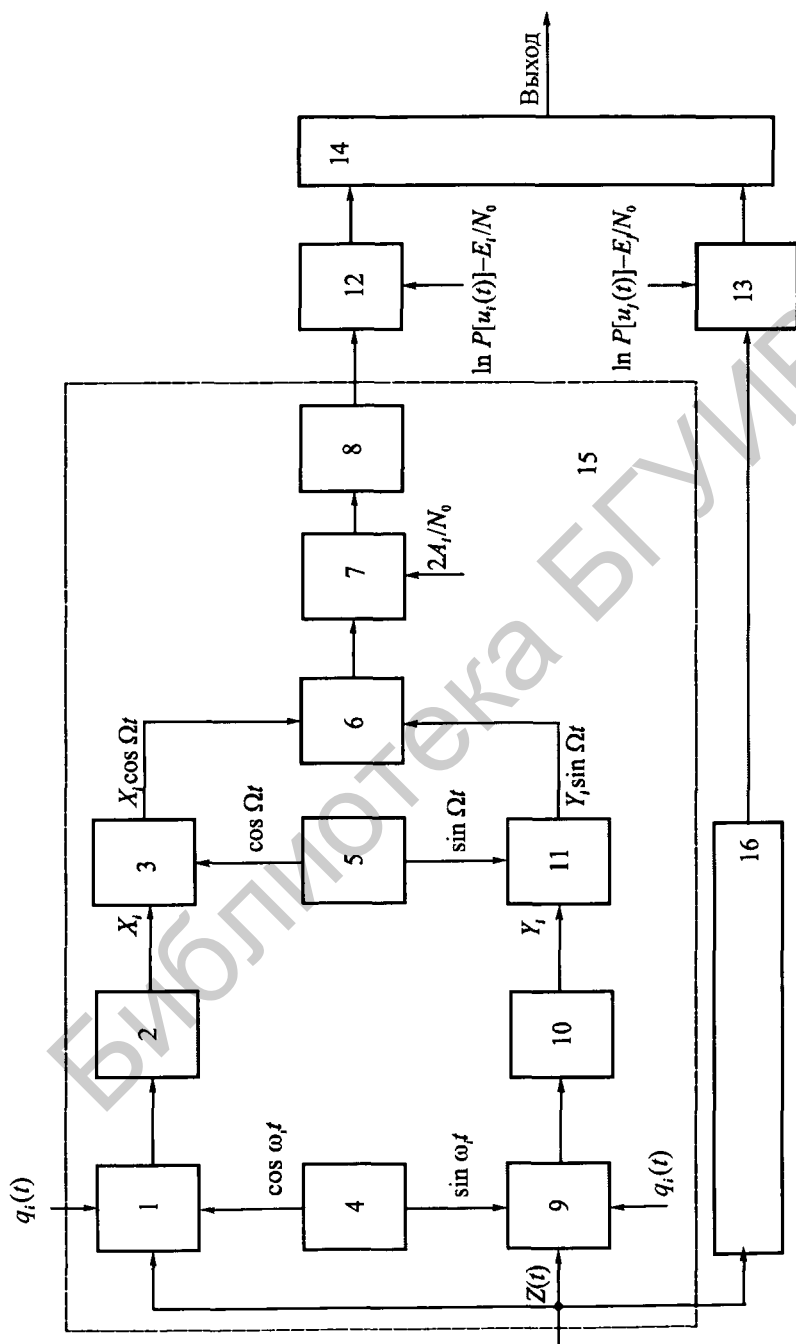 q_i(t)
X_i cos Ωt
1
2
X_i
3
cos ω_i t
cos Ωt
4
5
6
7
8
12
14
Выход
sin ω_i t
sin Ωt
2A_i/N_0
ln P[u_i(t)]–E_i/N_0
Z(t)
9
10
Y_i
11
Y_i sin Ωt
15
ln P[u_j(t)]–E_j/N_0
q_i(t)
13
16
Библиотека БГУИР